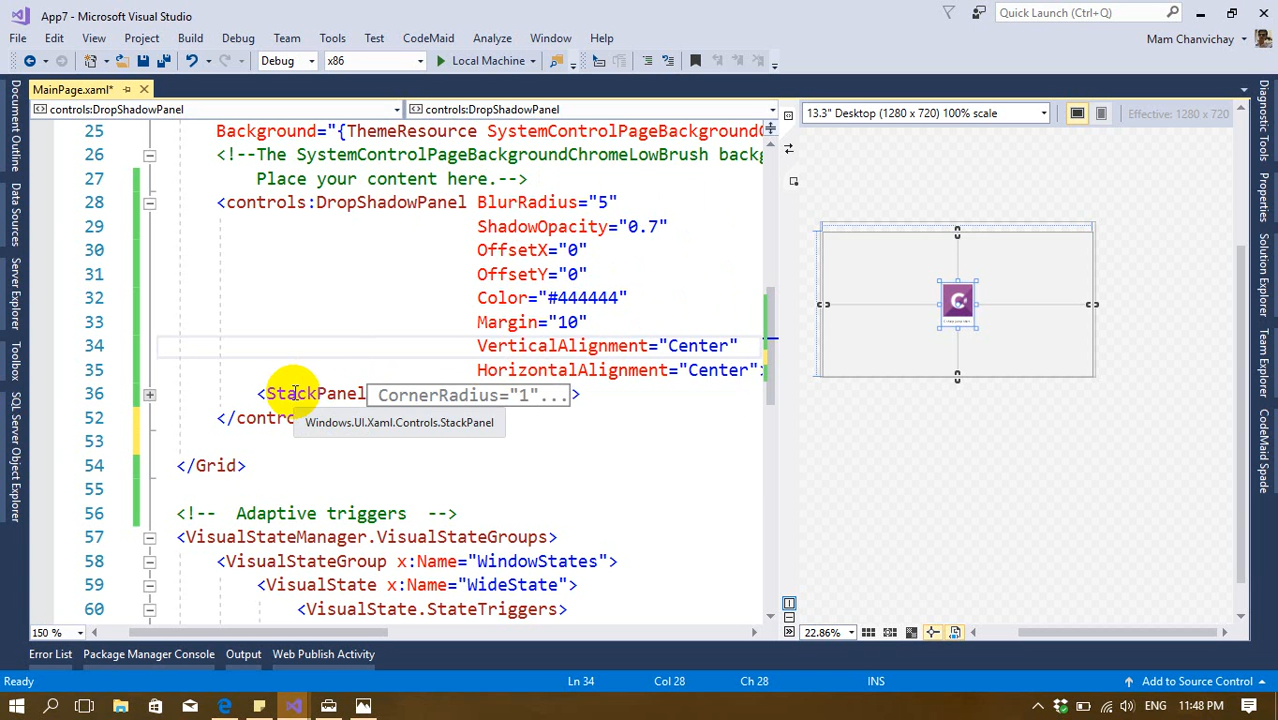 App7 - Microsoft Visual Studio
Quick Launch (Ctrl+Q)
File Edit View Project Build Debug Team Tools Test CodeMaid Analyze Window Help
Mam Chanvichay
Debug x86 Local Machine
MainPage.xaml*
controls:DropShadowPanel controls:DropShadowPanel
13.3" Desktop (1280 x 720) 100% scale
Effective: 1280 x 720
Document Outline
Data Sources
Server Explorer
Toolbox
SQL Server Object Explorer
25 Background="{ThemeResource SystemControlPageBackgroundC
26 <!--The SystemControlPageBackgroundChromeLowBrush backg
27 Place your content here.-->
28 <controls:DropShadowPanel BlurRadius="5"
29 ShadowOpacity="0.7"
30 OffsetX="0"
31 OffsetY="0"
32 Color="#444444"
33 Margin="10"
34 VerticalAlignment="Center"
35 HorizontalAlignment="Center">
36 <StackPanel CornerRadius="1"...>
52 </contro
Windows.UI.Xaml.Controls.StackPanel
53
54 </Grid>
55
56 <!-- Adaptive triggers -->
57 <VisualStateManager.VisualStateGroups>
58 <VisualStateGroup x:Name="WindowStates">
59 <VisualState x:Name="WideState">
60 <VisualState.StateTriggers>
Diagnostic Tools
Properties
Solution Explorer
Team Explorer
CodeMaid Spade
150 %
22.86%
Error List Package Manager Console Output Web Publish Activity
Ready Ln 34 Col 28 Ch 28 INS Add to Source Control
11:48 PM